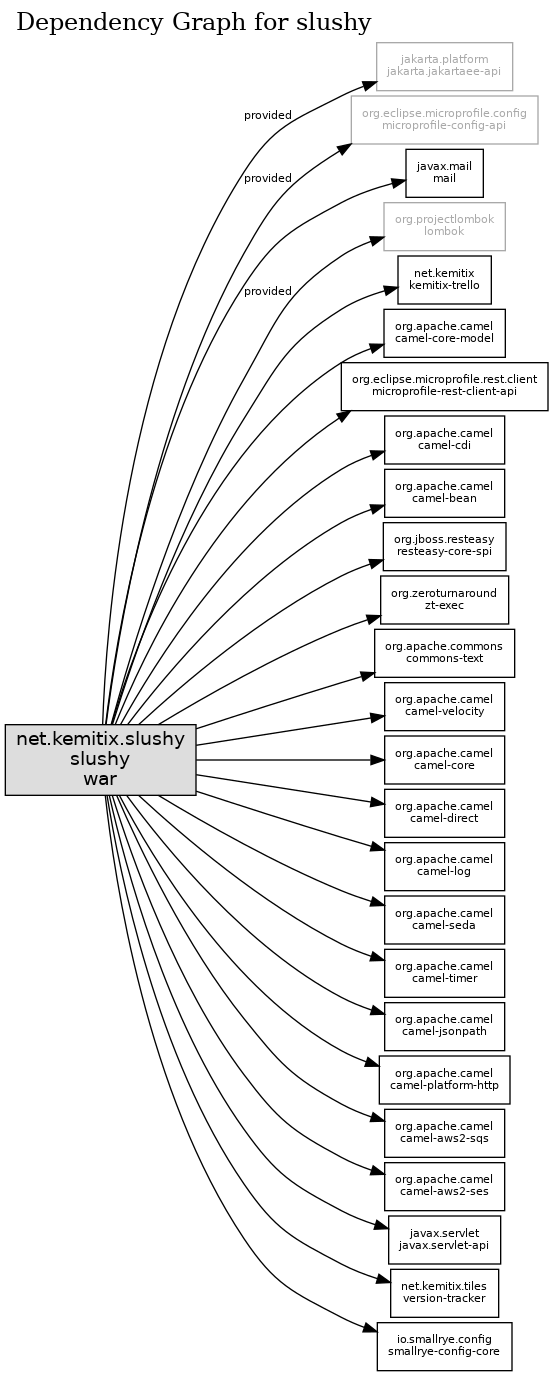 Dependency Graph for slushy
jakarta.platform
jakarta.jakartaee-api
provided
org.eclipse.microprofile.config
microprofile-config-api
provided
javax.mail
mail
org.projectlombok
lombok
provided
net.kemitix
kemitix-trello
org.apache.camel
camel-core-model
org.eclipse.microprofile.rest.client
microprofile-rest-client-api
org.apache.camel
camel-cdi
org.apache.camel
camel-bean
org.jboss.resteasy
resteasy-core-spi
org.zeroturnaround
zt-exec
org.apache.commons
commons-text
org.apache.camel
camel-velocity
net.kemitix.slushy
slushy
war
org.apache.camel
camel-core
org.apache.camel
camel-direct
org.apache.camel
camel-log
org.apache.camel
camel-seda
org.apache.camel
camel-timer
org.apache.camel
camel-jsonpath
org.apache.camel
camel-platform-http
org.apache.camel
camel-aws2-sqs
org.apache.camel
camel-aws2-ses
javax.servlet
javax.servlet-api
net.kemitix.tiles
version-tracker
io.smallrye.config
smallrye-config-core